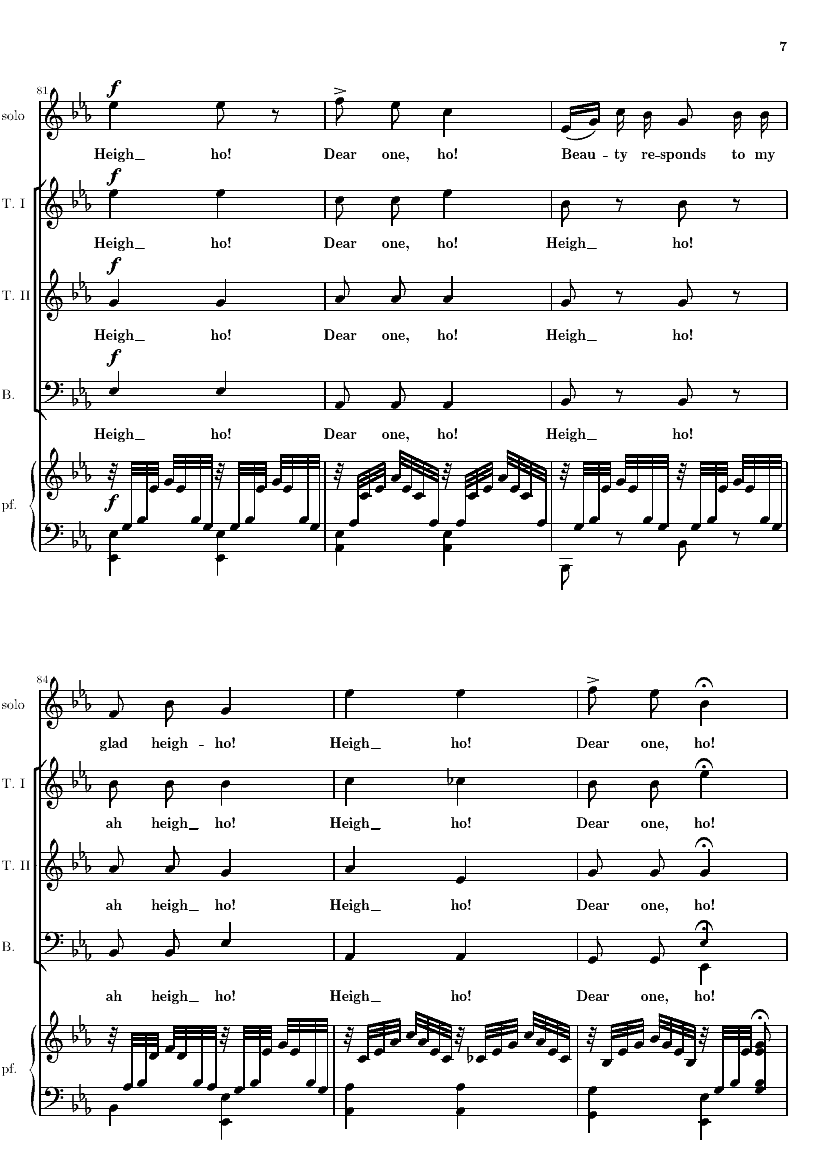 7
81
f
solo
Heigh_ ho! Dear one, ho! Beau - ty re-sponds to my
f
T. I
Heigh_ ho! Dear one, ho! Heigh_ ho!
f
T. II
Heigh_ ho! Dear one, ho! Heigh_ ho!
f
B.
Heigh_ ho! Dear one, ho! Heigh_ ho!
f
pf.
84
solo
glad heigh - ho! Heigh_ ho! Dear one, ho!
T. I
ah heigh_ ho! Heigh_ ho! Dear one, ho!
T. II
ah heigh_ ho! Heigh_ ho! Dear one, ho!
B.
ah heigh_ ho! Heigh_ ho! Dear one, ho!
pf.